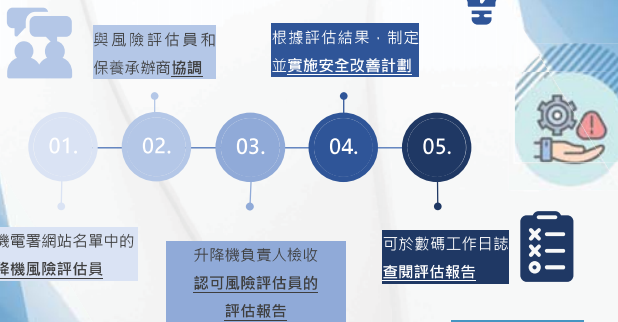 與風險評估員和
保養承辦商協調
根據評估結果，制定
並實施安全改善計劃
01.
02.
03.
04.
05.
機電署網站名單中的
降機風險評估員
升降機負責人檢收
認可風險評估員的
評估報告
可於數碼工作日誌
查閱評估報告